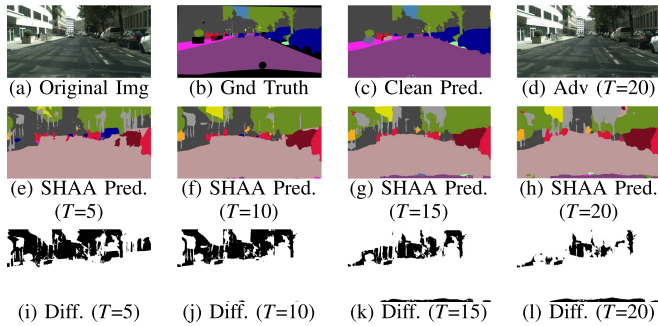 (a) Original Img (b) Gnd Truth (c) Clean Pred. (d) Adv (T=20)
(e) SHAA Pred. (f) SHAA Pred. (g) SHAA Pred. (h) SHAA Pred.
(T=5) (T=10) (T=15) (T=20)
(i) Diff. (T=5) (j) Diff. (T=10) (k) Diff. (T=15) (l) Diff. (T=20)